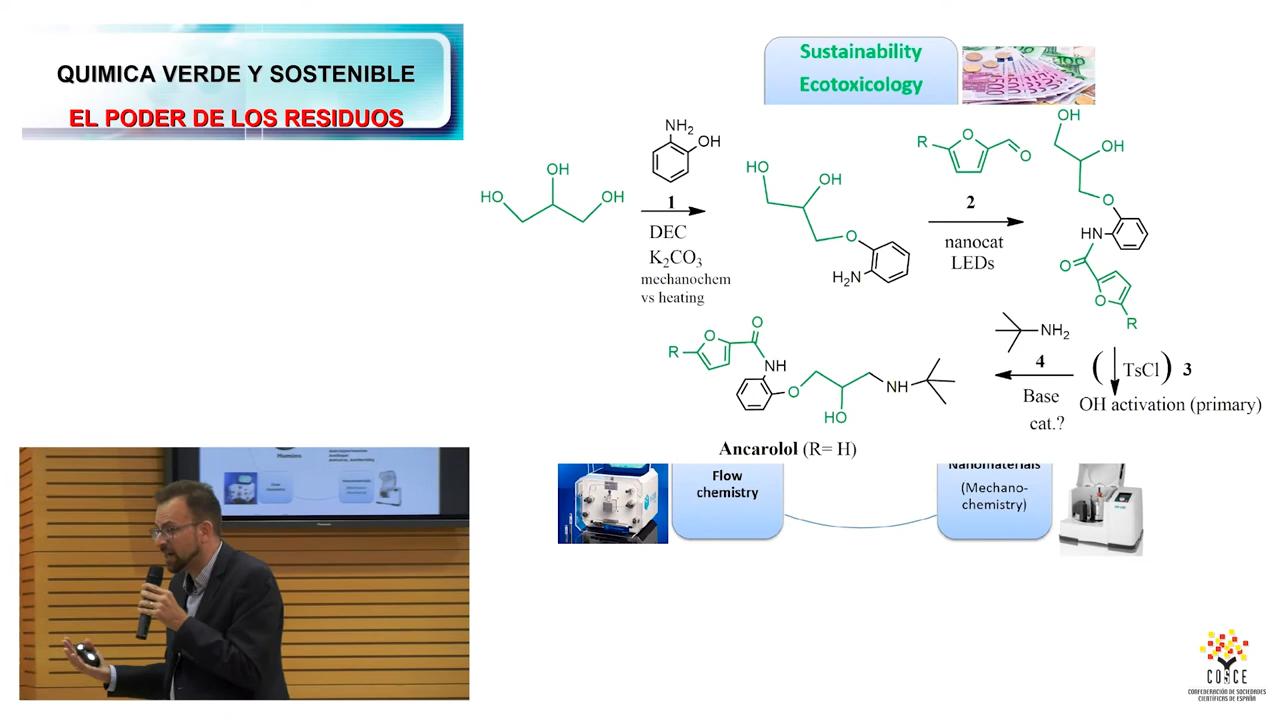 QUIMICA VERDE Y SOSTENIBLE
EL PODER DE LOS RESIDUOS
Sustainability
Ecotoxicology
HO
OH
OH
NH2
OH
1
DEC
K2CO3
mechanochem
vs heating
HO
OH
O
H2N
R
O
O
2
nanocat
LEDs
OH
OH
O
HN
O
O
R
NH2
4
Base
cat.?
( TsCl ) 3
OH activation (primary)
R
O
O
NH
O
HO
NH
Ancarolol (R= H)
Flow
chemistry
Nanomaterials
(Mechano-
chemistry)
Humins
COSCE
CONFEDERACIÓN DE SOCIEDADES
CIENTÍFICAS DE ESPAÑA